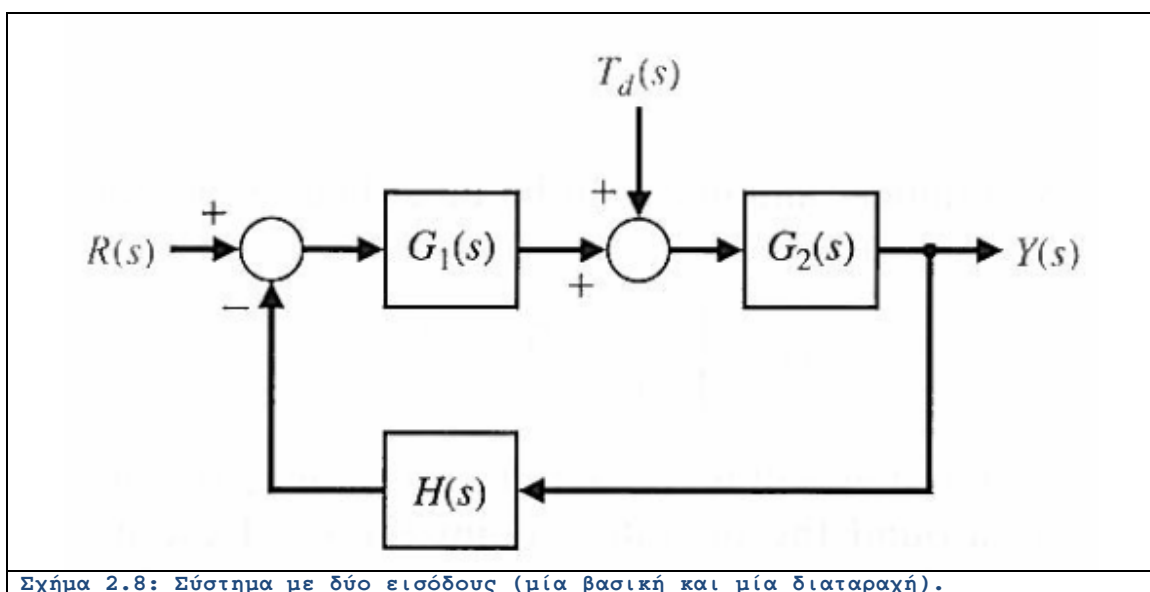 T_d(s)
+
+
R(s)
G_1(s)
G_2(s)
Y(s)
+
−
H(s)
Σχήμα 2.8: Σύστημα με δύο εισόδους (μία βασική και μία διαταραχή).